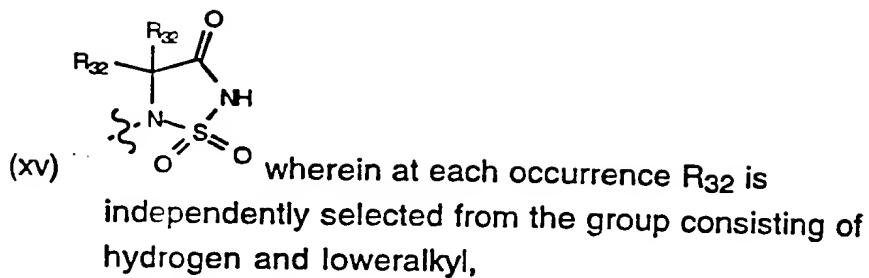 O
R32
R32
NH
N
S
O
O
(xv) wherein at each occurrence R32 is
independently selected from the group consisting of
hydrogen and loweralkyl,